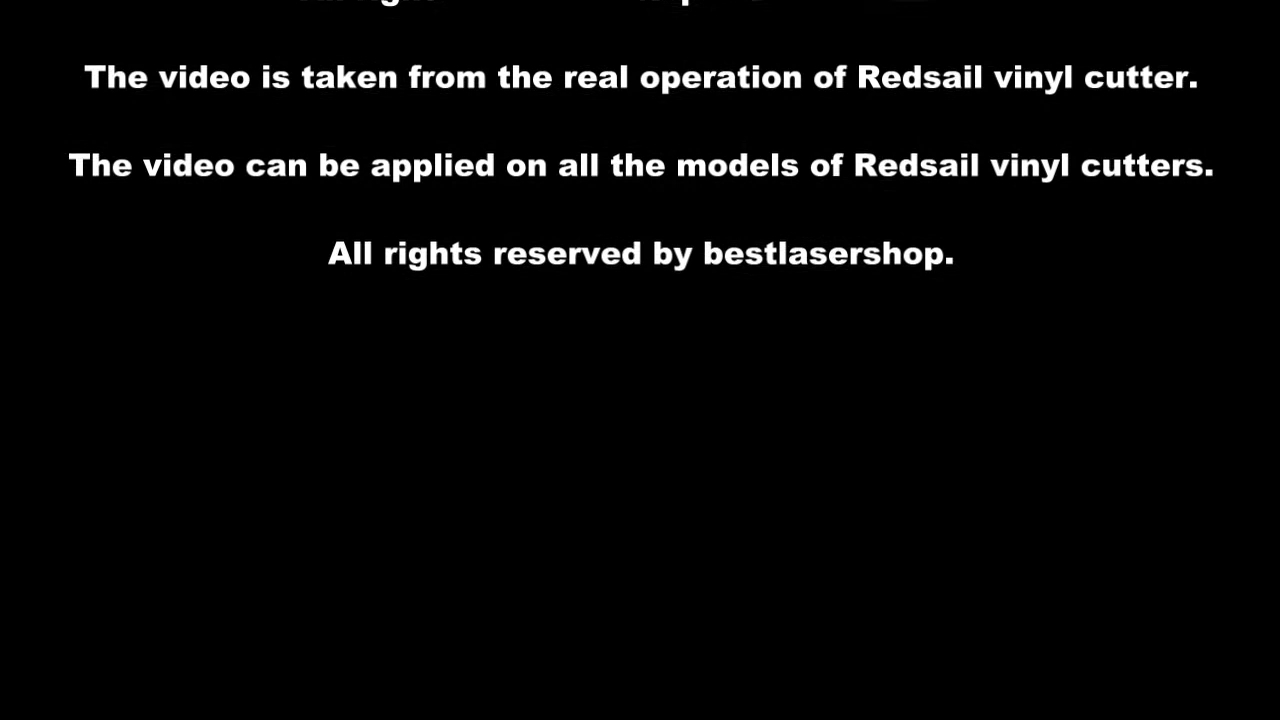 The video is taken from the real operation of Redsail vinyl cutter.
The video can be applied on all the models of Redsail vinyl cutters.
All rights reserved by bestlasershop.